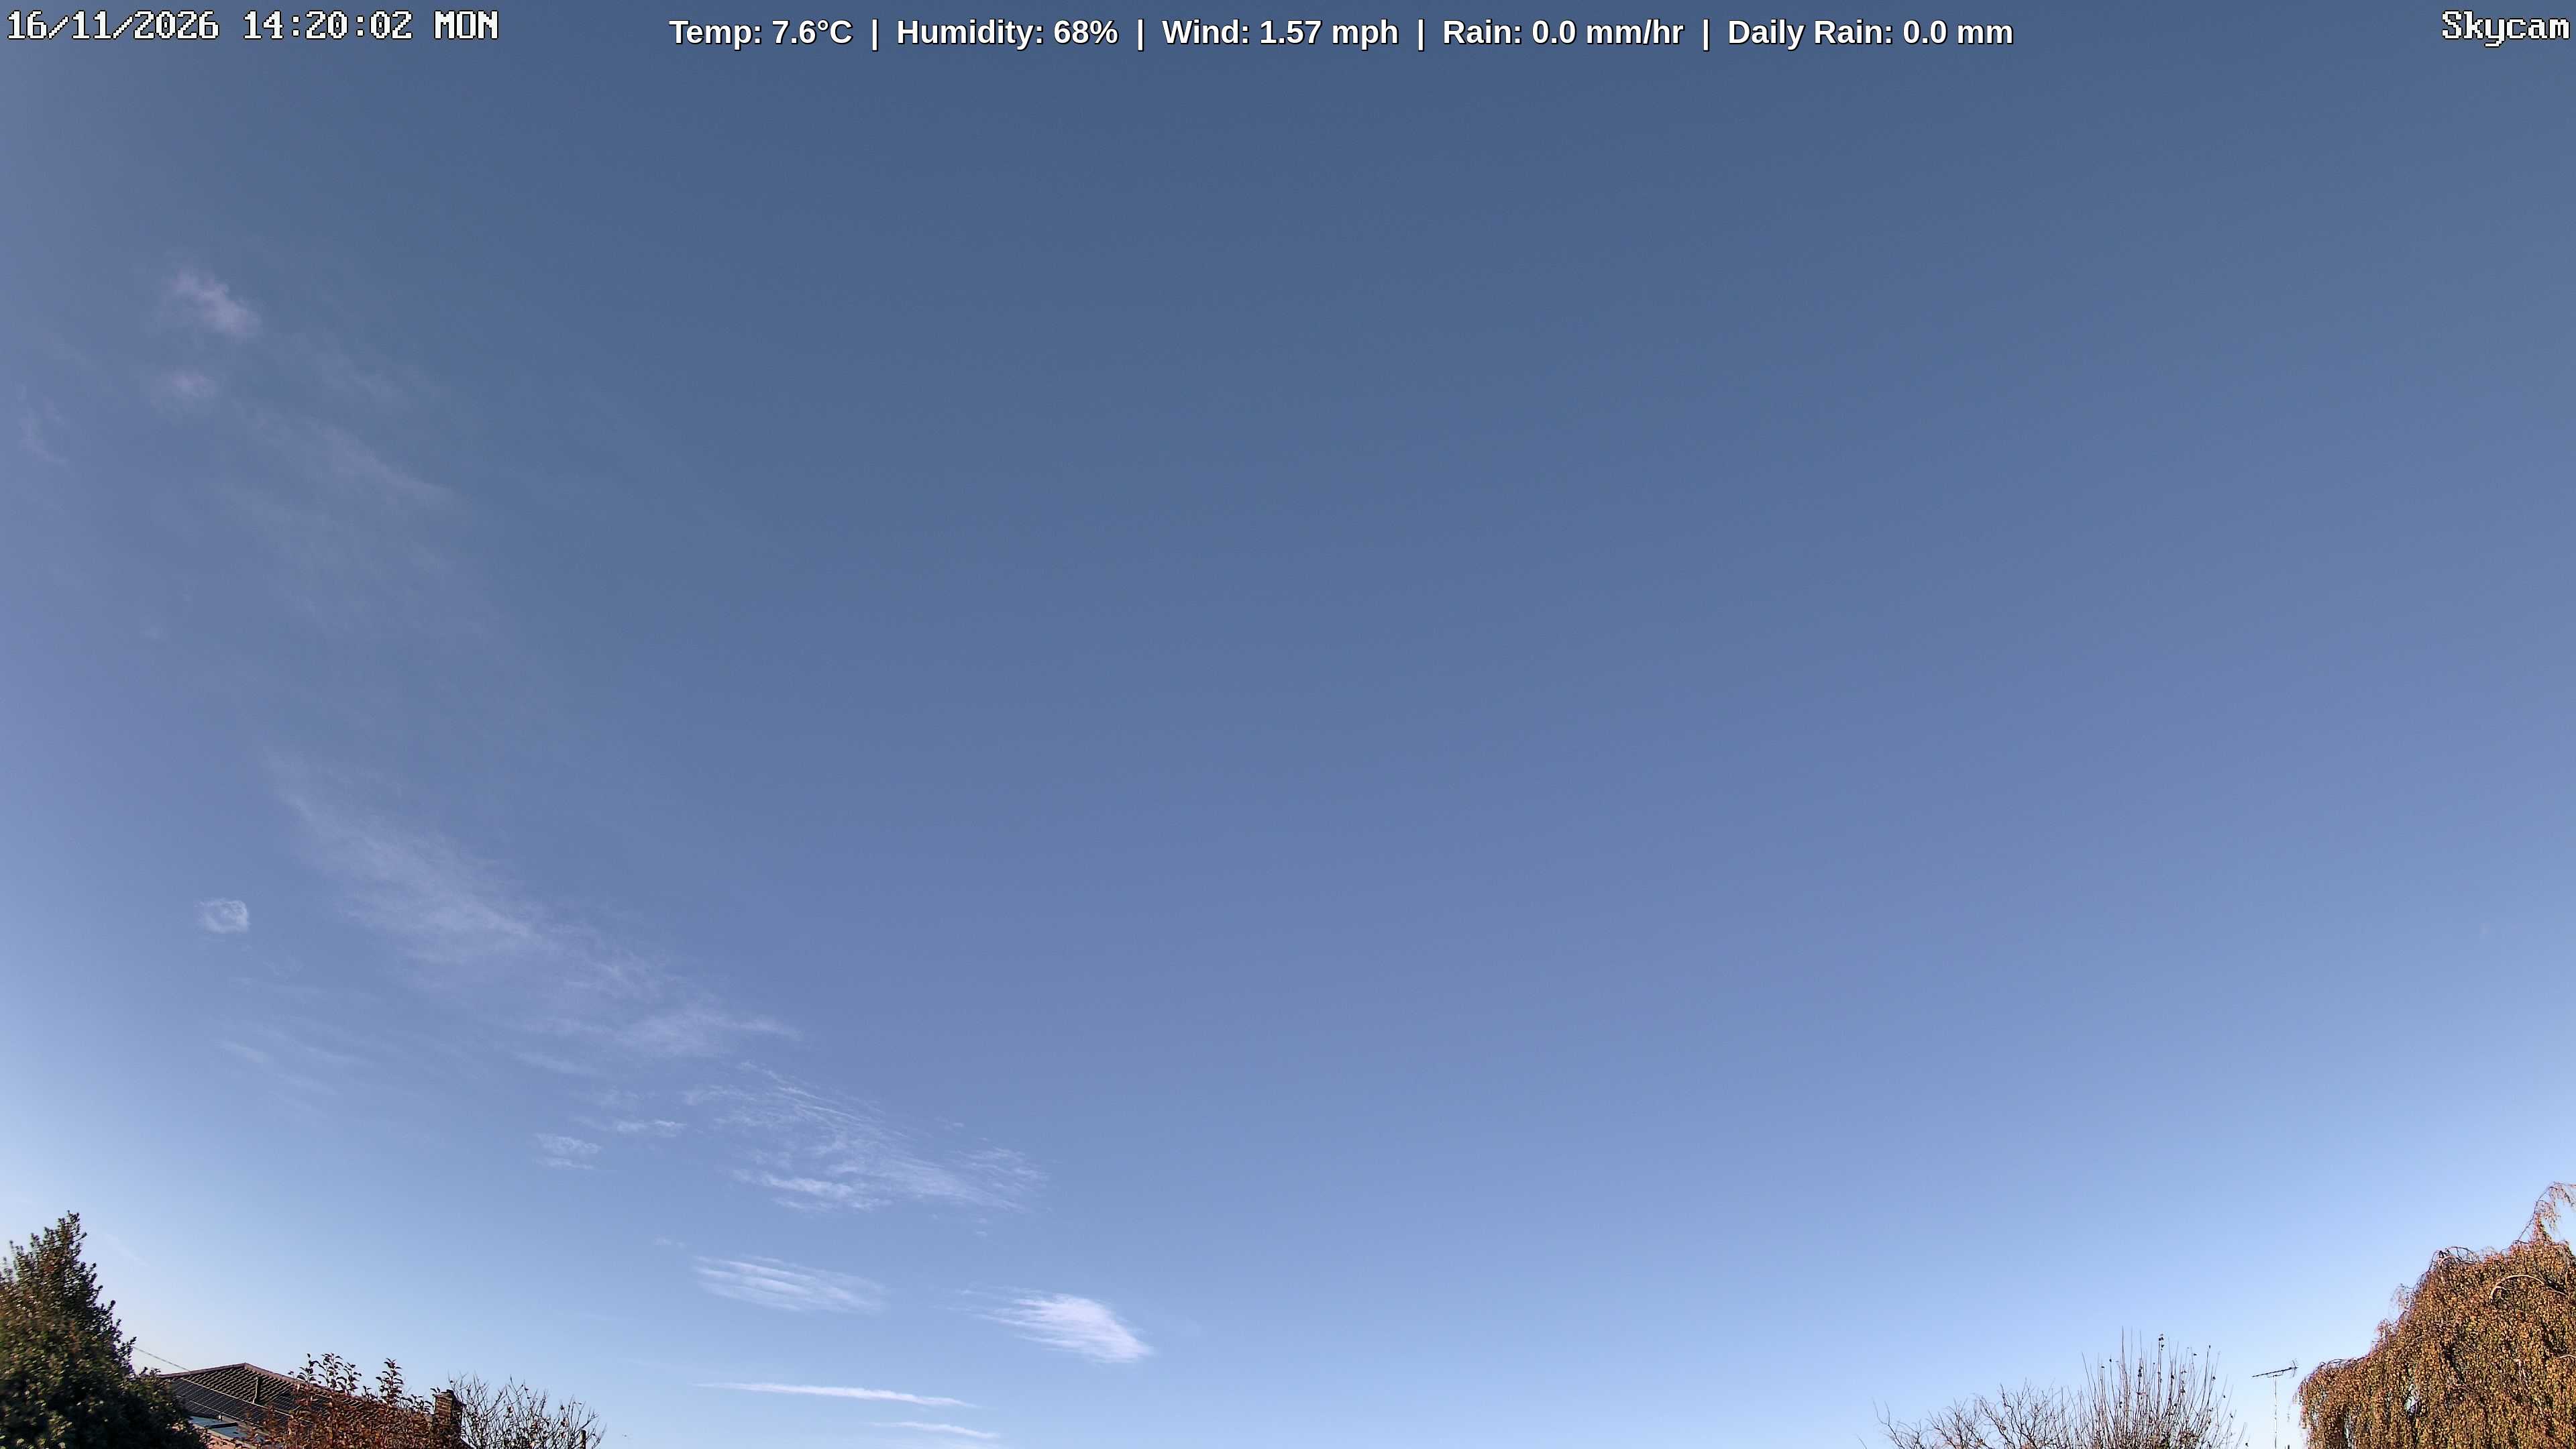 16/11/2026 14:20:02 MON
Temp: 7.6°C | Humidity: 68% | Wind: 1.57 mph | Rain: 0.0 mm/hr | Daily Rain: 0.0 mm
Skycam